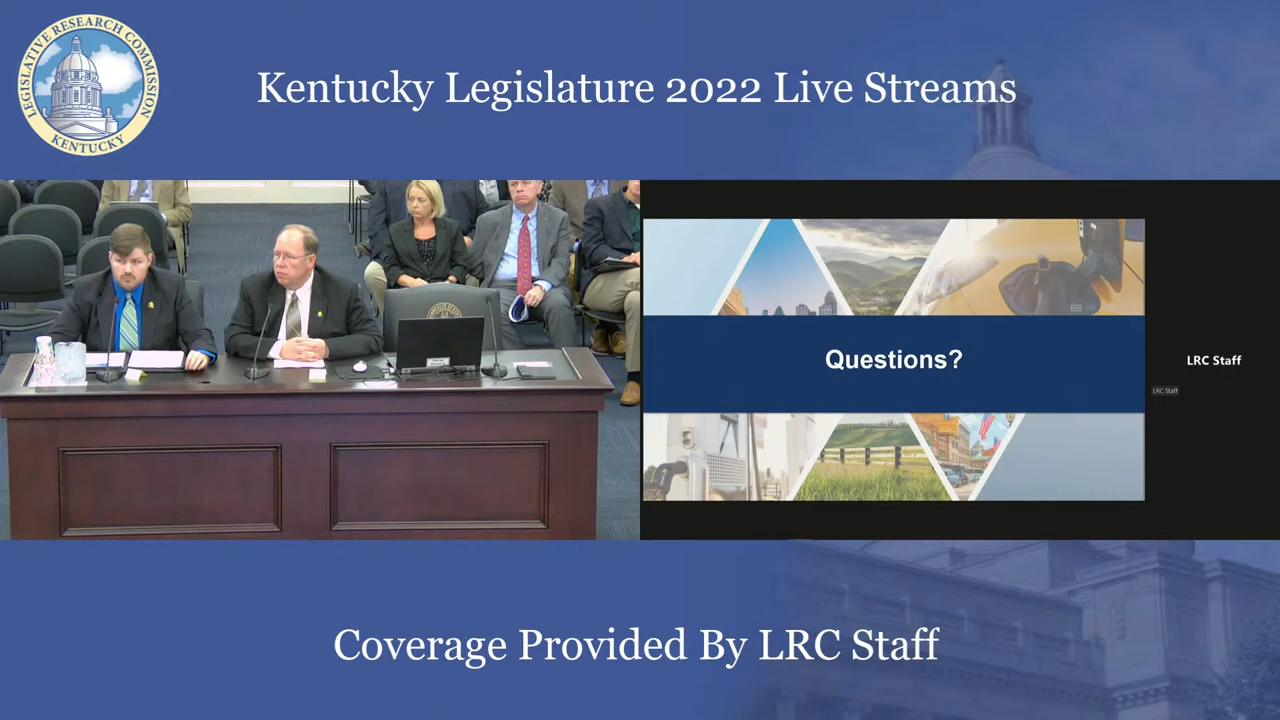 LEGISLATIVE RESEARCH COMMISSION
KENTUCKY
Kentucky Legislature 2022 Live Streams
Questions?
LRC Staff
LRC Staff
Coverage Provided By LRC Staff